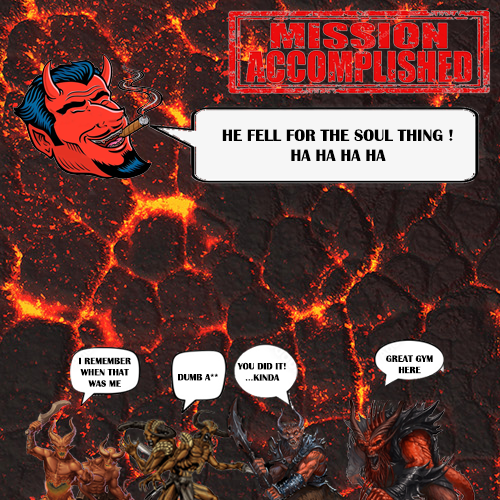 MISSION
ACCOMPLISHED
HE FELL FOR THE SOUL THING !
HA HA HA HA
I REMEMBER
WHEN THAT
WAS ME
DUMB A**
YOU DID IT!
...KINDA
GREAT GYM
HERE